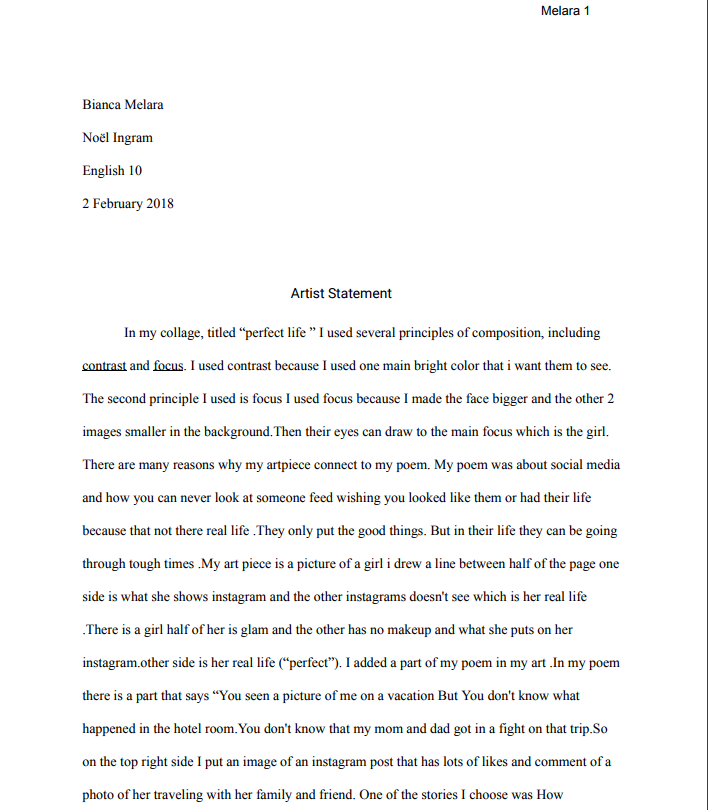 Melara 1
Bianca Melara
Noël Ingram
English 10
2 February 2018
Artist Statement
In my collage, titled “perfect life ” I used several principles of composition, including
contrast and focus. I used contrast because I used one main bright color that i want them to see.
The second principle I used is focus I used focus because I made the face bigger and the other 2
images smaller in the background.Then their eyes can draw to the main focus which is the girl.
There are many reasons why my artpiece connect to my poem. My poem was about social media
and how you can never look at someone feed wishing you looked like them or had their life
because that not there real life .They only put the good things. But in their life they can be going
through tough times .My art piece is a picture of a girl i drew a line between half of the page one
side is what she shows instagram and the other instagrams doesn't see which is her real life
.There is a girl half of her is glam and the other has no makeup and what she puts on her
instagram.other side is her real life (“perfect”). I added a part of my poem in my art .In my poem
there is a part that says “You seen a picture of me on a vacation But You don't know what
happened in the hotel room.You don't know that my mom and dad got in a fight on that trip.So
on the top right side I put an image of an instagram post that has lots of likes and comment of a
photo of her traveling with her family and friend. One of the stories I choose was How